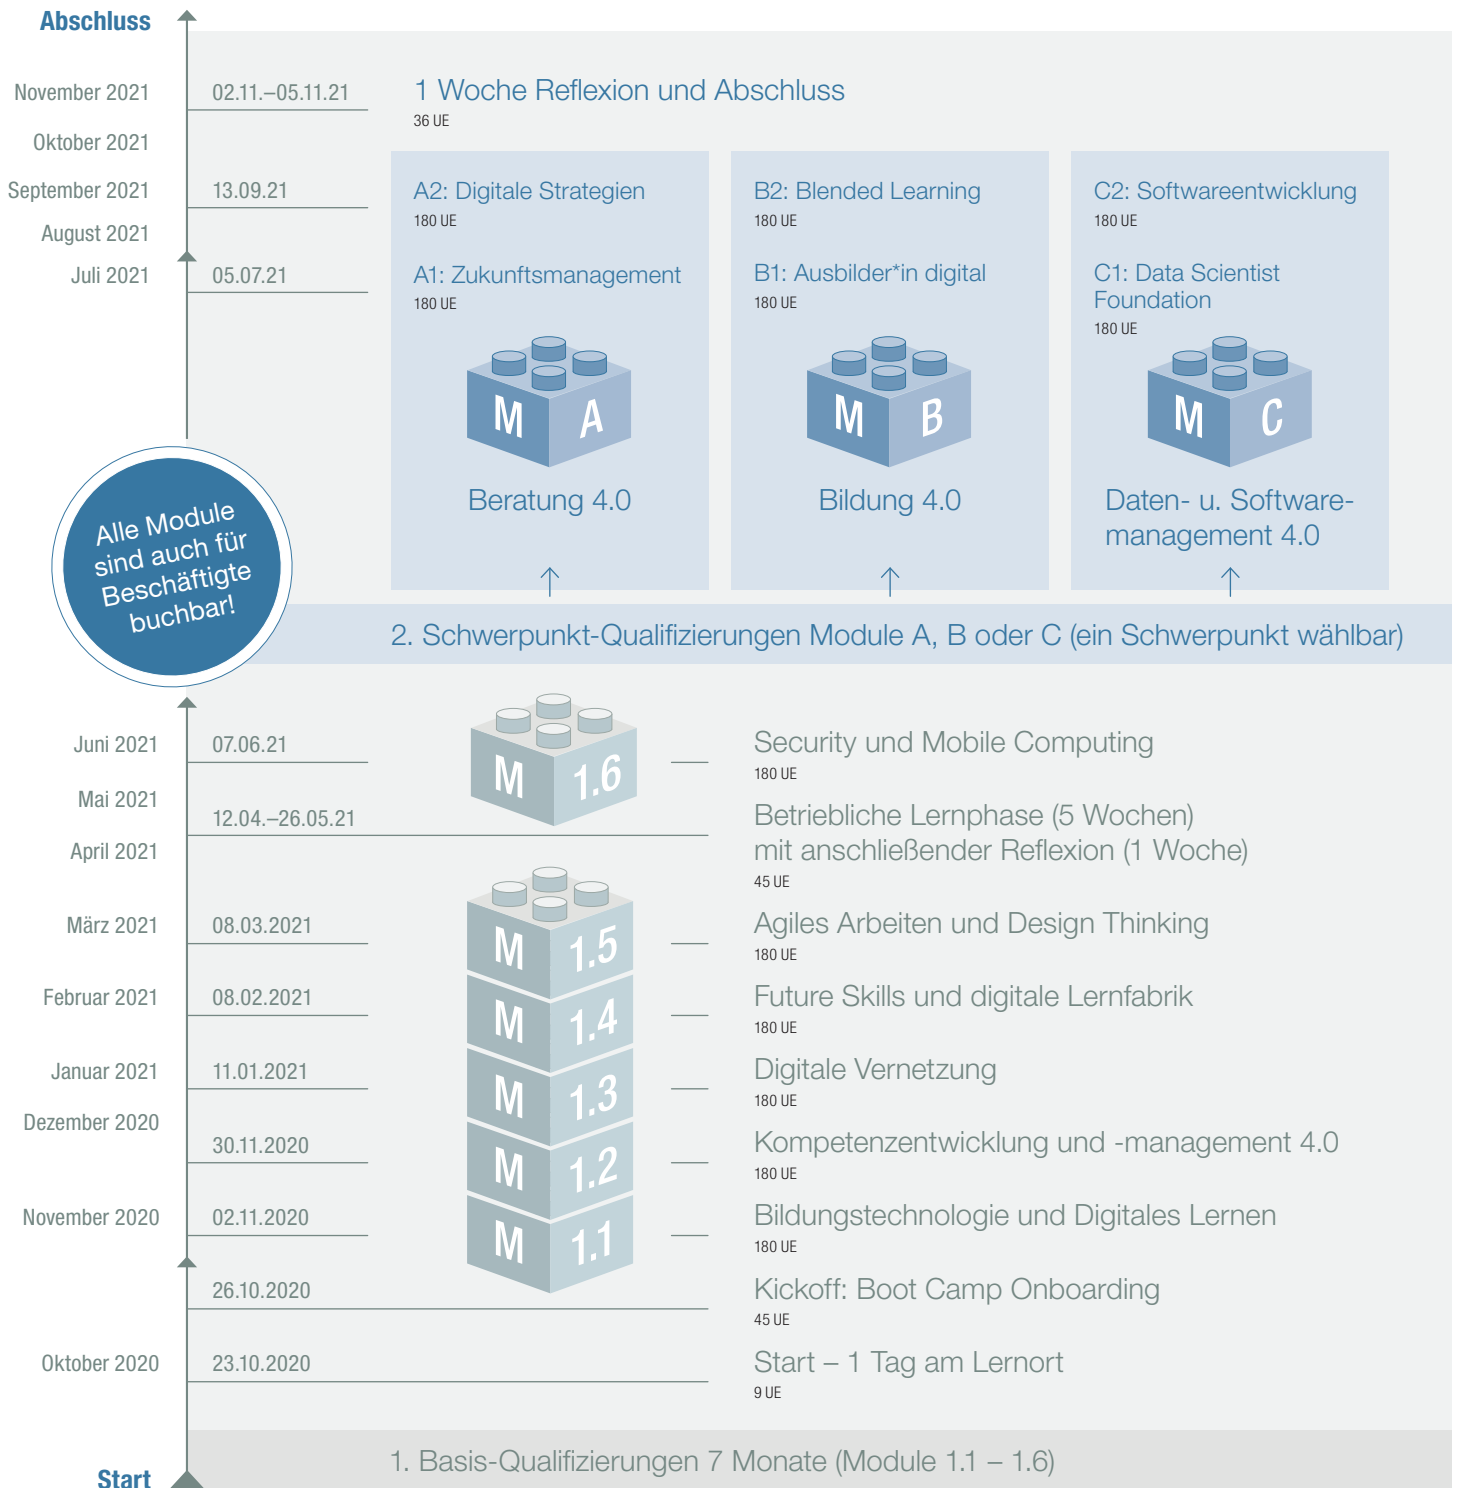 Abschluss
November 2021
02.11.–05.11.21
1 Woche Reflexion und Abschluss
36 UE
Oktober 2021
September 2021
13.09.21
A2: Digitale Strategien
180 UE
B2: Blended Learning
180 UE
C2: Softwareentwicklung
180 UE
August 2021
Juli 2021
05.07.21
A1: Zukunftsmanagement
180 UE
B1: Ausbilder*in digital
180 UE
C1: Data Scientist
Foundation
180 UE
M A
M B
M C
Beratung 4.0
Bildung 4.0
Daten- u. Software-
management 4.0
Alle Module
sind auch für
Beschäftigte
buchbar!
2. Schwerpunkt-Qualifizierungen Module A, B oder C (ein Schwerpunkt wählbar)
Juni 2021
07.06.21
M 1.6
Security und Mobile Computing
180 UE
Mai 2021
12.04.–26.05.21
Betriebliche Lernphase (5 Wochen)
mit anschließender Reflexion (1 Woche)
45 UE
April 2021
März 2021
08.03.2021
M 1.5
Agiles Arbeiten und Design Thinking
180 UE
Februar 2021
08.02.2021
M 1.4
Future Skills und digitale Lernfabrik
180 UE
Januar 2021
11.01.2021
M 1.3
Digitale Vernetzung
180 UE
Dezember 2020
30.11.2020
M 1.2
Kompetenzentwicklung und -management 4.0
180 UE
November 2020
02.11.2020
M 1.1
Bildungstechnologie und Digitales Lernen
180 UE
26.10.2020
Kickoff: Boot Camp Onboarding
45 UE
Oktober 2020
23.10.2020
Start – 1 Tag am Lernort
9 UE
1. Basis-Qualifizierungen 7 Monate (Module 1.1 – 1.6)
Start